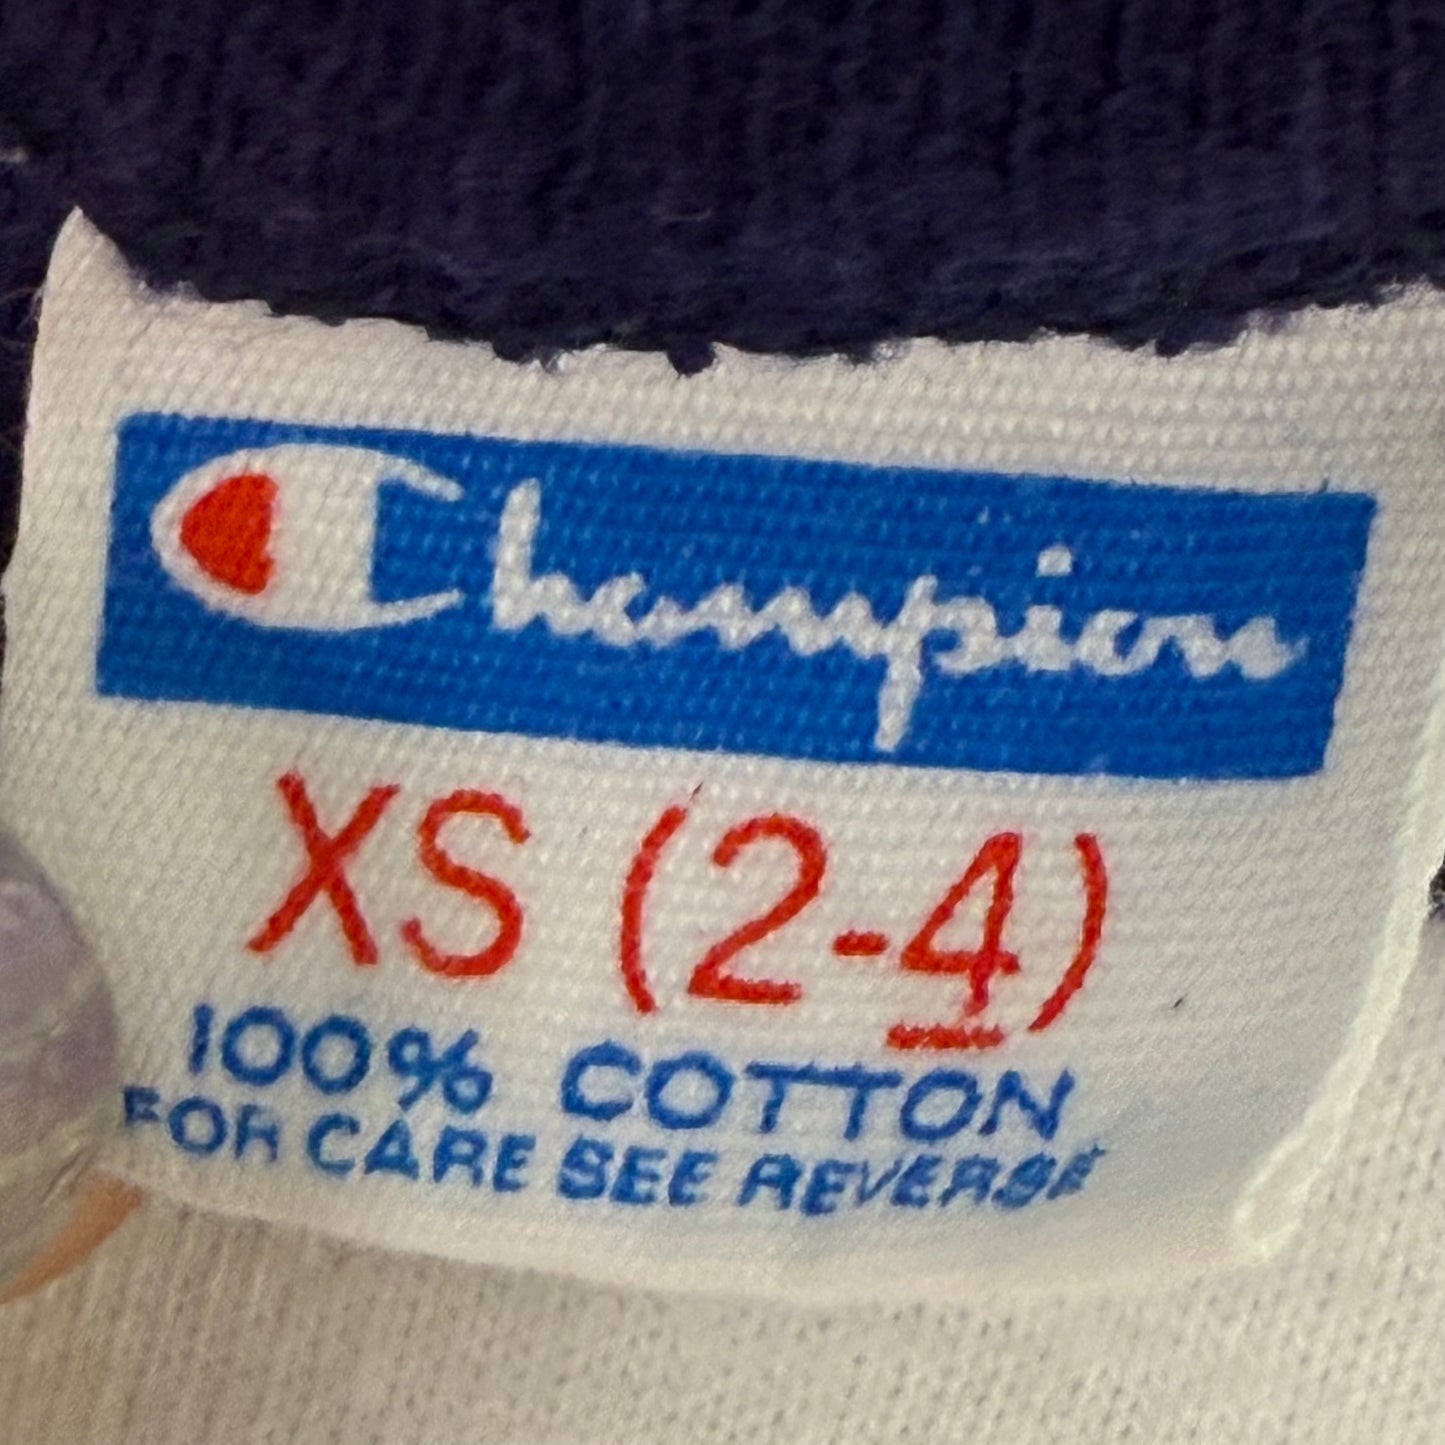 Champion
XS (2-4)
100% COTTON
FOR CARE SEE REVERSE